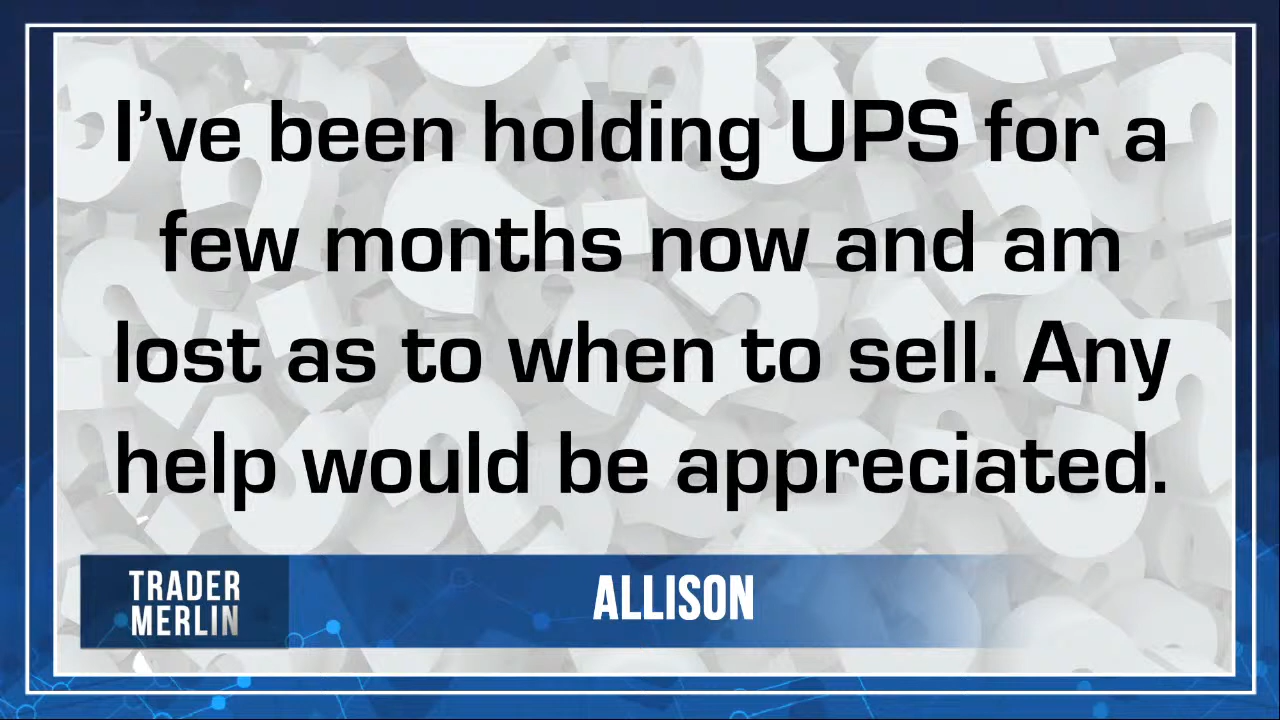 I’ve been holding UPS for a
few months now and am
lost as to when to sell. Any
help would be appreciated.
TRADER
MERLIN
ALLISON